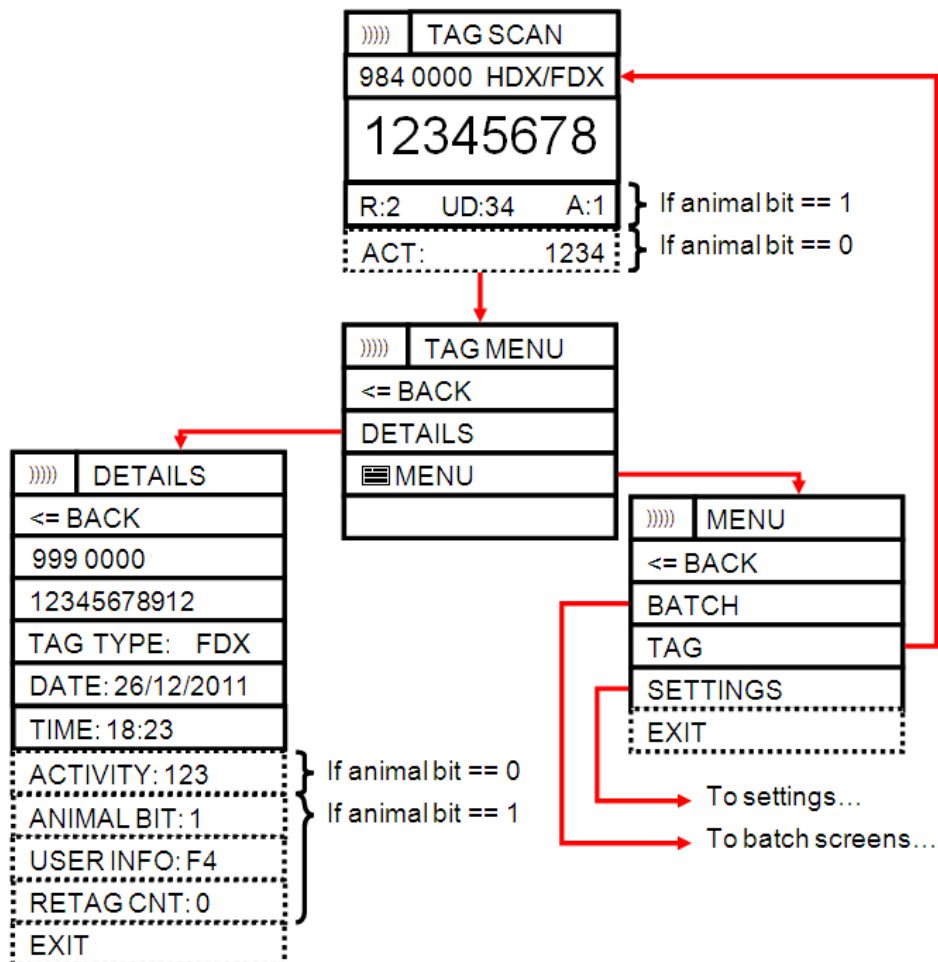 ))))) TAG SCAN
984 0000 HDX/FDX
12345678
R:2 UD:34 A:1
If animal bit == 1
ACT: 1234
If animal bit == 0
))))) TAG MENU
<= BACK
DETAILS
MENU
))))) DETAILS
<= BACK
999 0000
12345678912
TAG TYPE: FDX
DATE: 26/12/2011
TIME: 18:23
ACTIVITY: 123
If animal bit == 0
ANIMAL BIT: 1
If animal bit == 1
USER INFO: F4
RETAG CNT: 0
EXIT
))))) MENU
<= BACK
BATCH
TAG
SETTINGS
EXIT
To settings...
To batch screens...